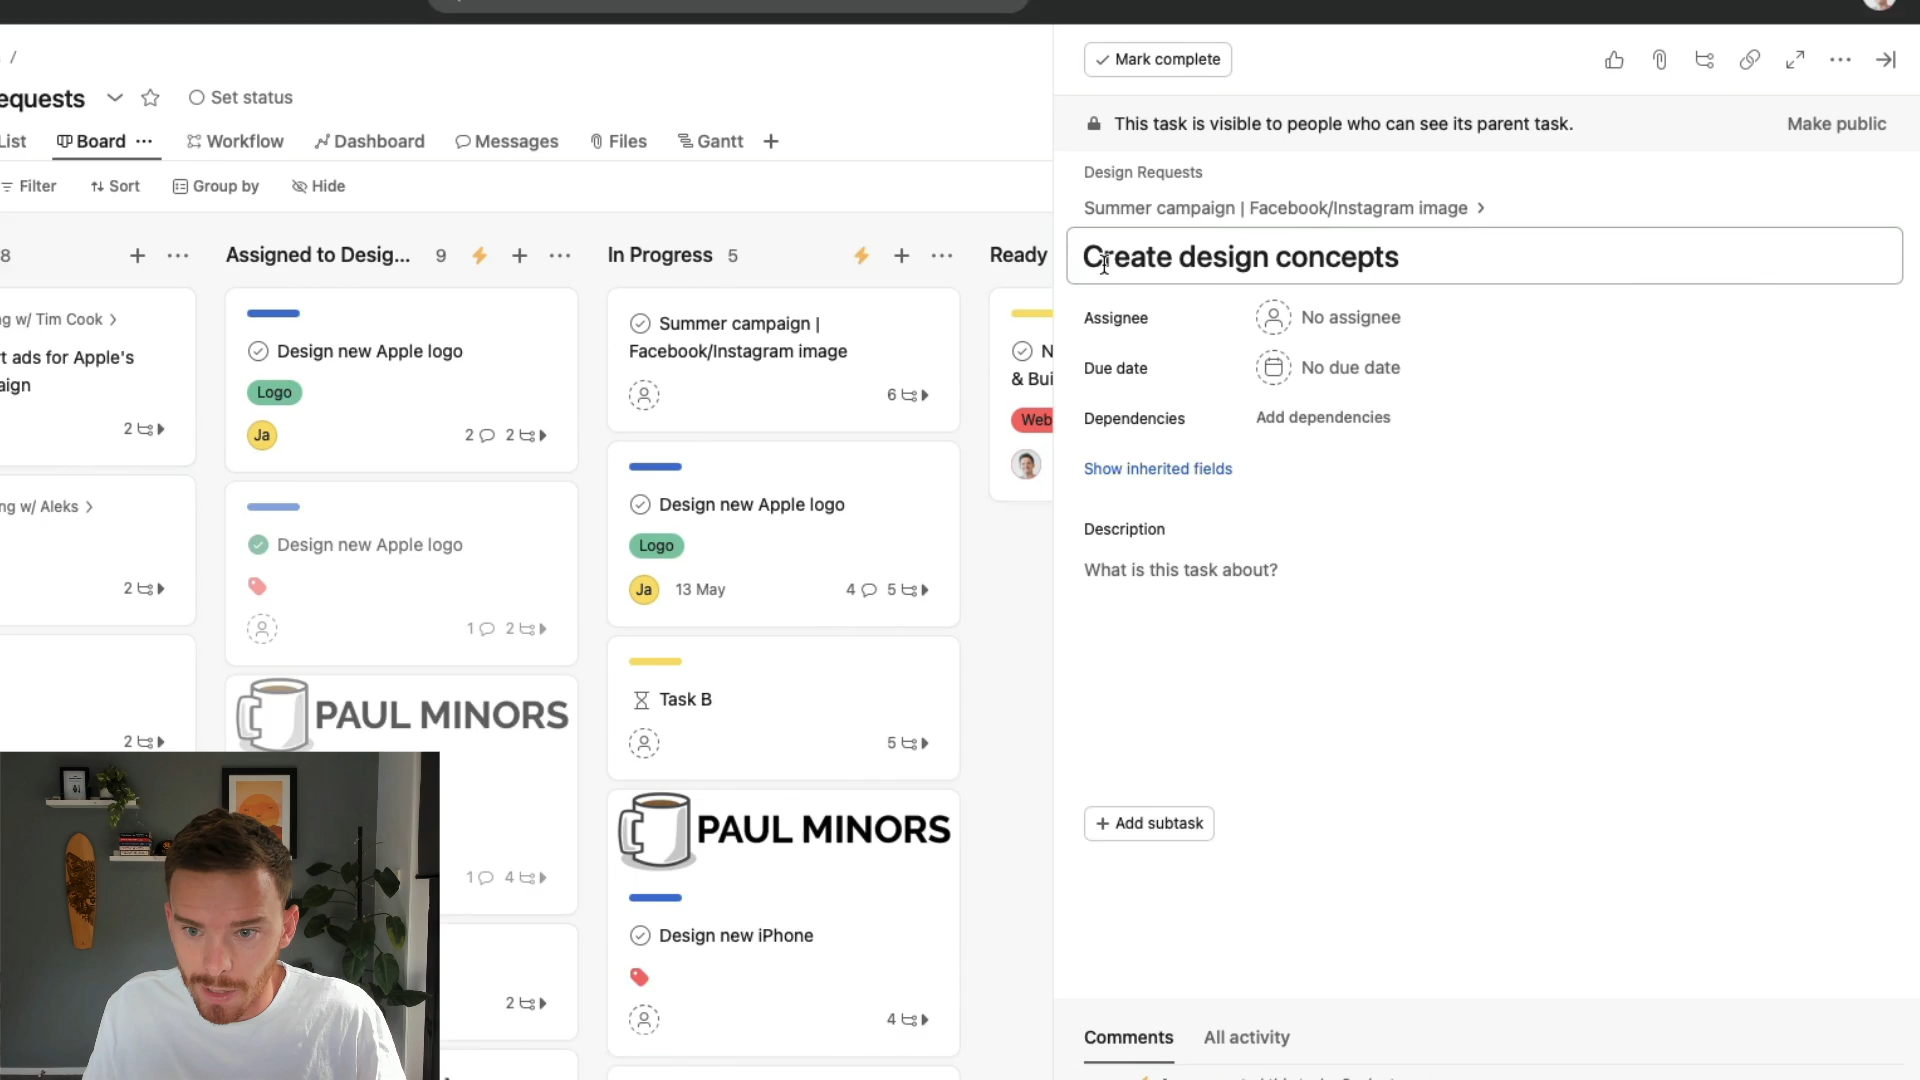 /
equests
Set status
List
Board
Workflow
Dashboard
Messages
Files
Gantt
Filter
Sort
Group by
Hide
8
ng w/ Tim Cook
t ads for Apple's
aign
2
ng w/ Aleks
2
2
Assigned to Desig... 9
Design new Apple logo
Logo
Ja
2 2
Design new Apple logo
1 2
PAUL MINORS
1 4
2
In Progress 5
Summer campaign |
Facebook/Instagram image
6
Design new Apple logo
Logo
Ja 13 May 4 5
Task B
5
PAUL MINORS
Design new iPhone
4
Ready
N
& Bui
Web
Mark complete
This task is visible to people who can see its parent task.
Make public
Design Requests
Summer campaign | Facebook/Instagram image
Create design concepts
Assignee No assignee
Due date No due date
Dependencies Add dependencies
Show inherited fields
Description
What is this task about?
+ Add subtask
Comments All activity